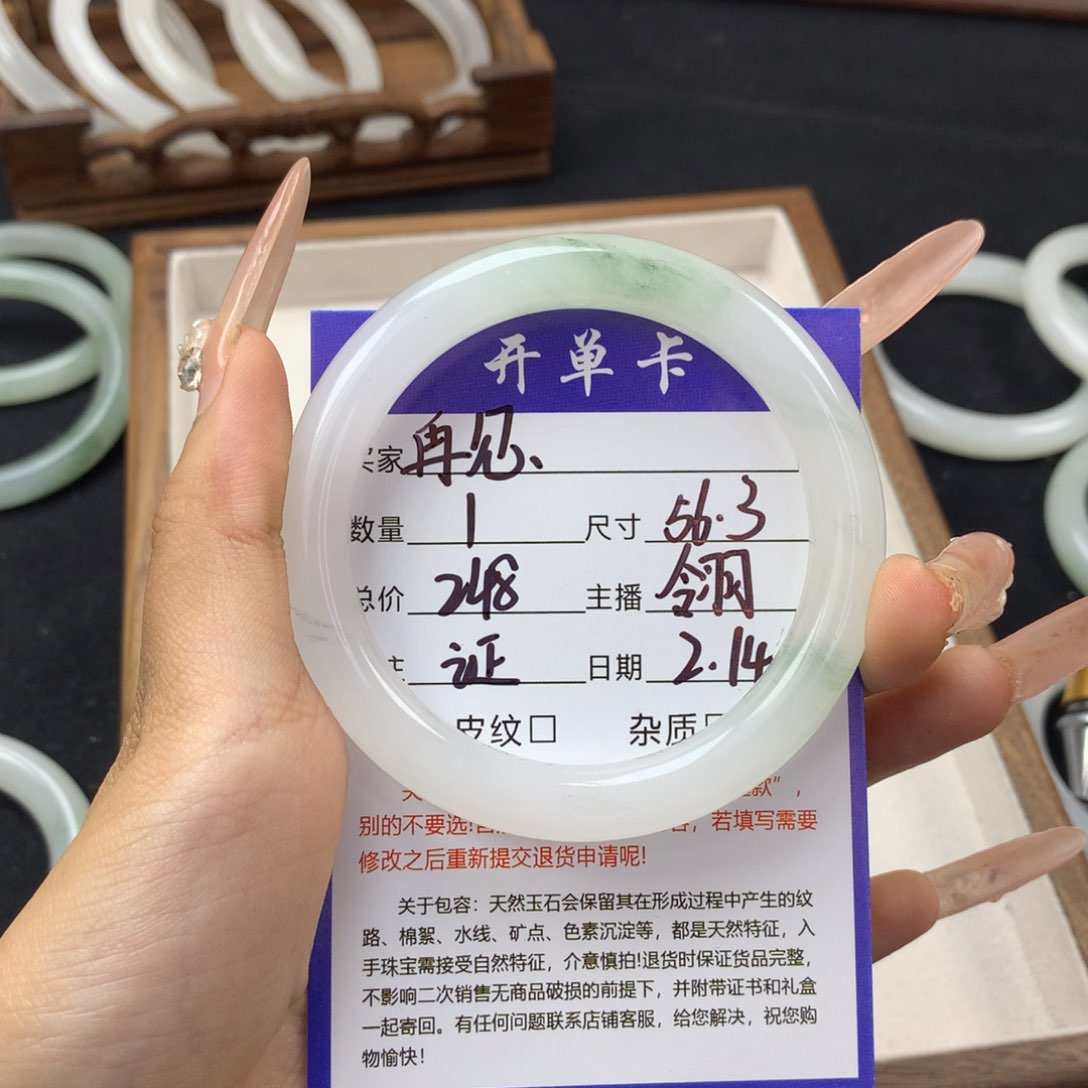 开单卡
买家 再见、
数量 1 尺寸 56.3
总价 248 主播 翎
证 日期 2.14
皮纹口 杂质
款”，
别的不要选! 若填写需要
修改之后重新提交退货申请呢!
关于包容：天然玉石会保留其在形成过程中产生的纹
路、棉絮、水线、矿点、色素沉淀等，都是天然特征，入
手珠宝需接受自然特征，介意慎拍!退货时保证货品完整，
不影响二次销售无商品破损的前提下，并附带证书和礼盒
一起寄回。有任何问题联系店铺客服，给您解决，祝您购
物愉快!